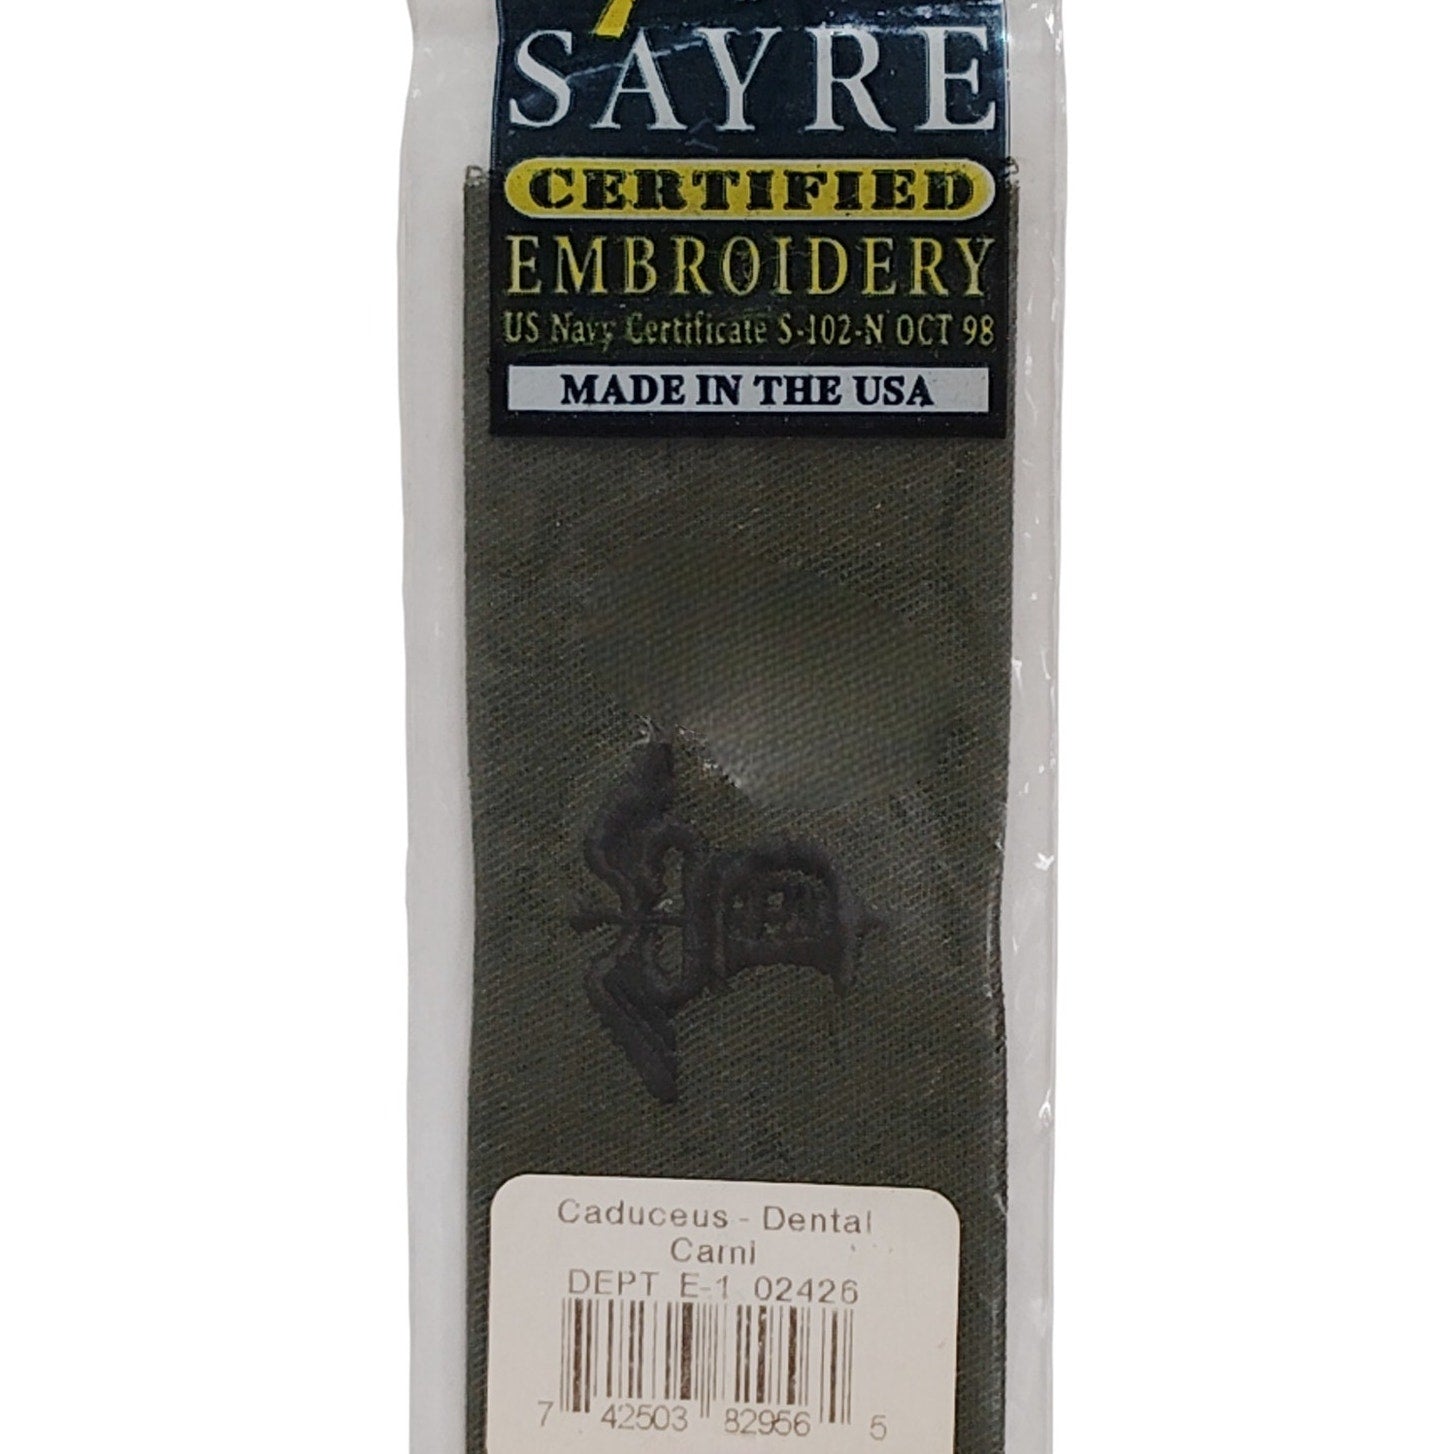 SAYRE
CERTIFIED
EMBROIDERY
US Navy Certificate S-102-N OCT 98
MADE IN THE USA
Caduceus - Dental
Caml
DEPT E-1 02426
7 42503 82956 5